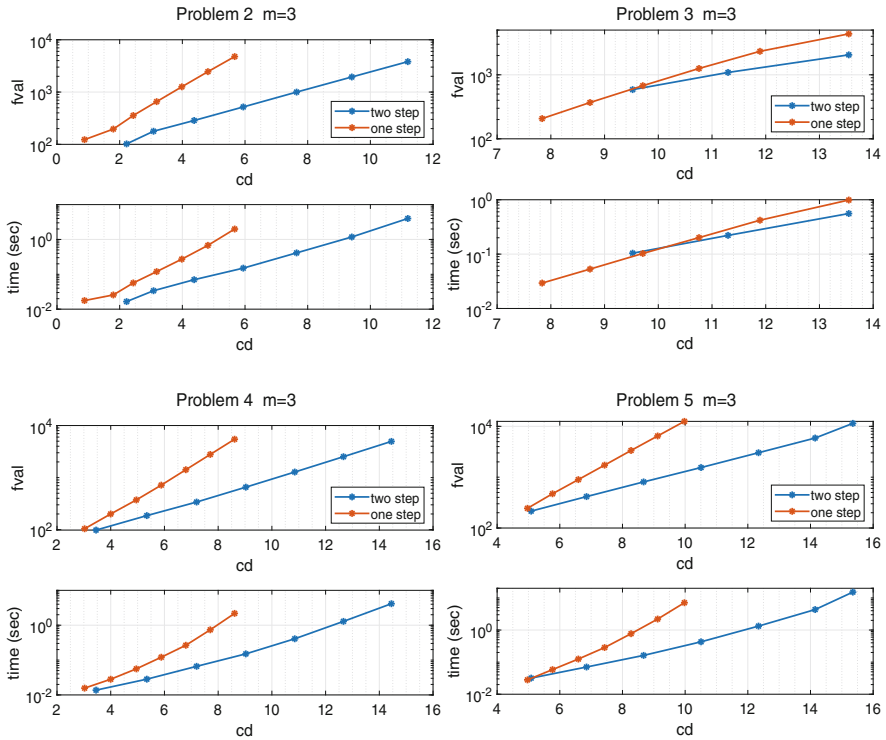 Problem 2 m=3
fval
10^4
10^3
10^2
0 2 4 6 8 10 12
cd
two step
one step
time (sec)
10^0
10^-2
0 2 4 6 8 10 12
cd
Problem 3 m=3
fval
10^3
10^2
7 8 9 10 11 12 13 14
cd
two step
one step
time (sec)
10^0
10^-1
10^-2
7 8 9 10 11 12 13 14
cd
Problem 4 m=3
fval
10^4
10^2
2 4 6 8 10 12 14 16
cd
two step
one step
time (sec)
10^0
10^-2
2 4 6 8 10 12 14 16
cd
Problem 5 m=3
fval
10^4
10^2
4 6 8 10 12 14 16
cd
two step
one step
time (sec)
10^0
10^-2
4 6 8 10 12 14 16
cd